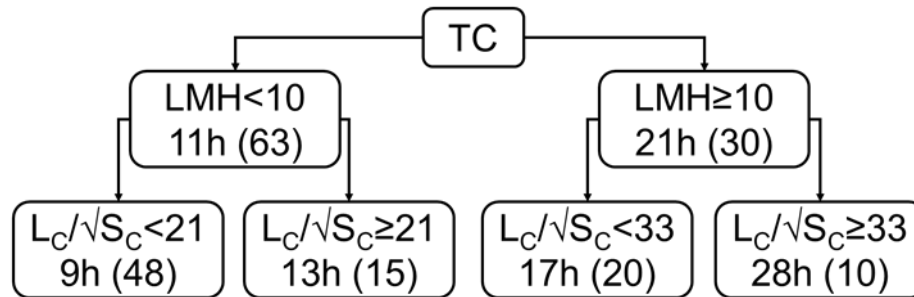 TC
LMH<10
11h (63)
LMH≥10
21h (30)
L_C/√S_C<21
9h (48)
L_C/√S_C≥21
13h (15)
L_C/√S_C<33
17h (20)
L_C/√S_C≥33
28h (10)